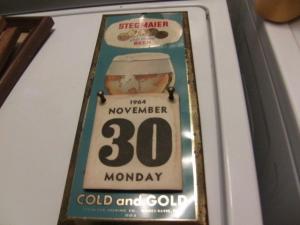 STEGMAIER
BEER
1964
NOVEMBER
30
MONDAY
COLD and GOLD